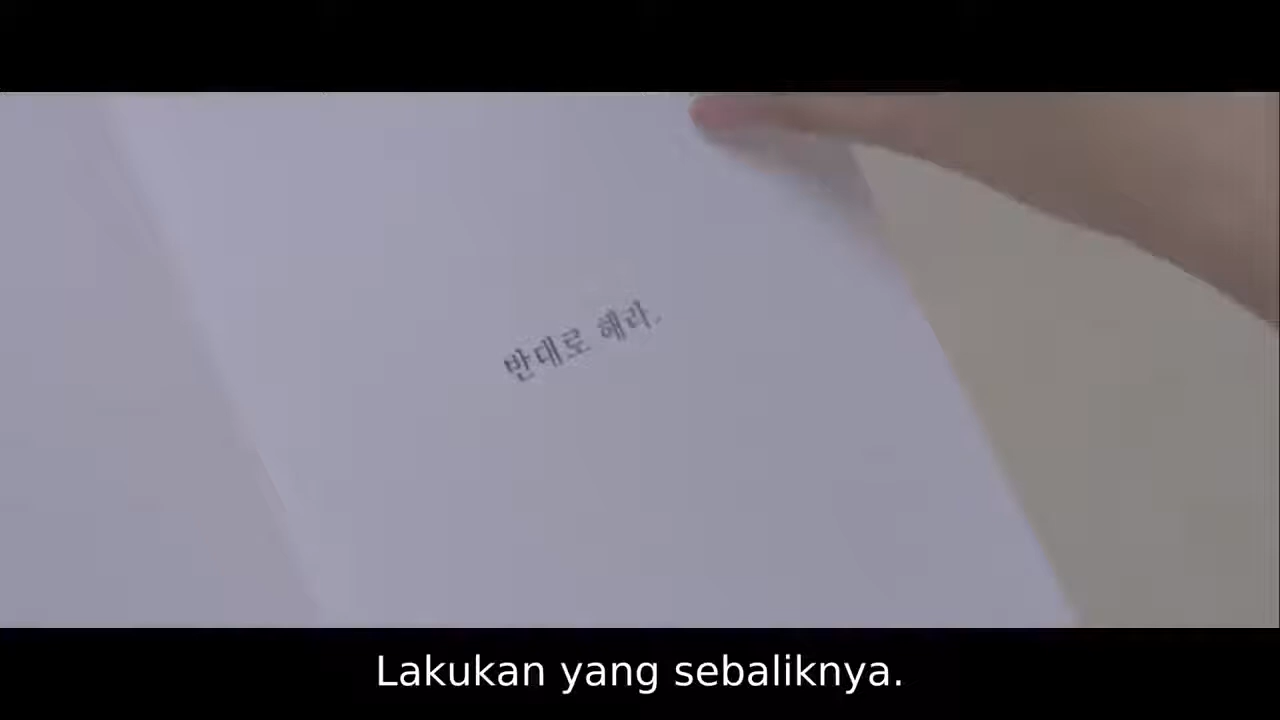 반대로 해라.
Lakukan yang sebaliknya.